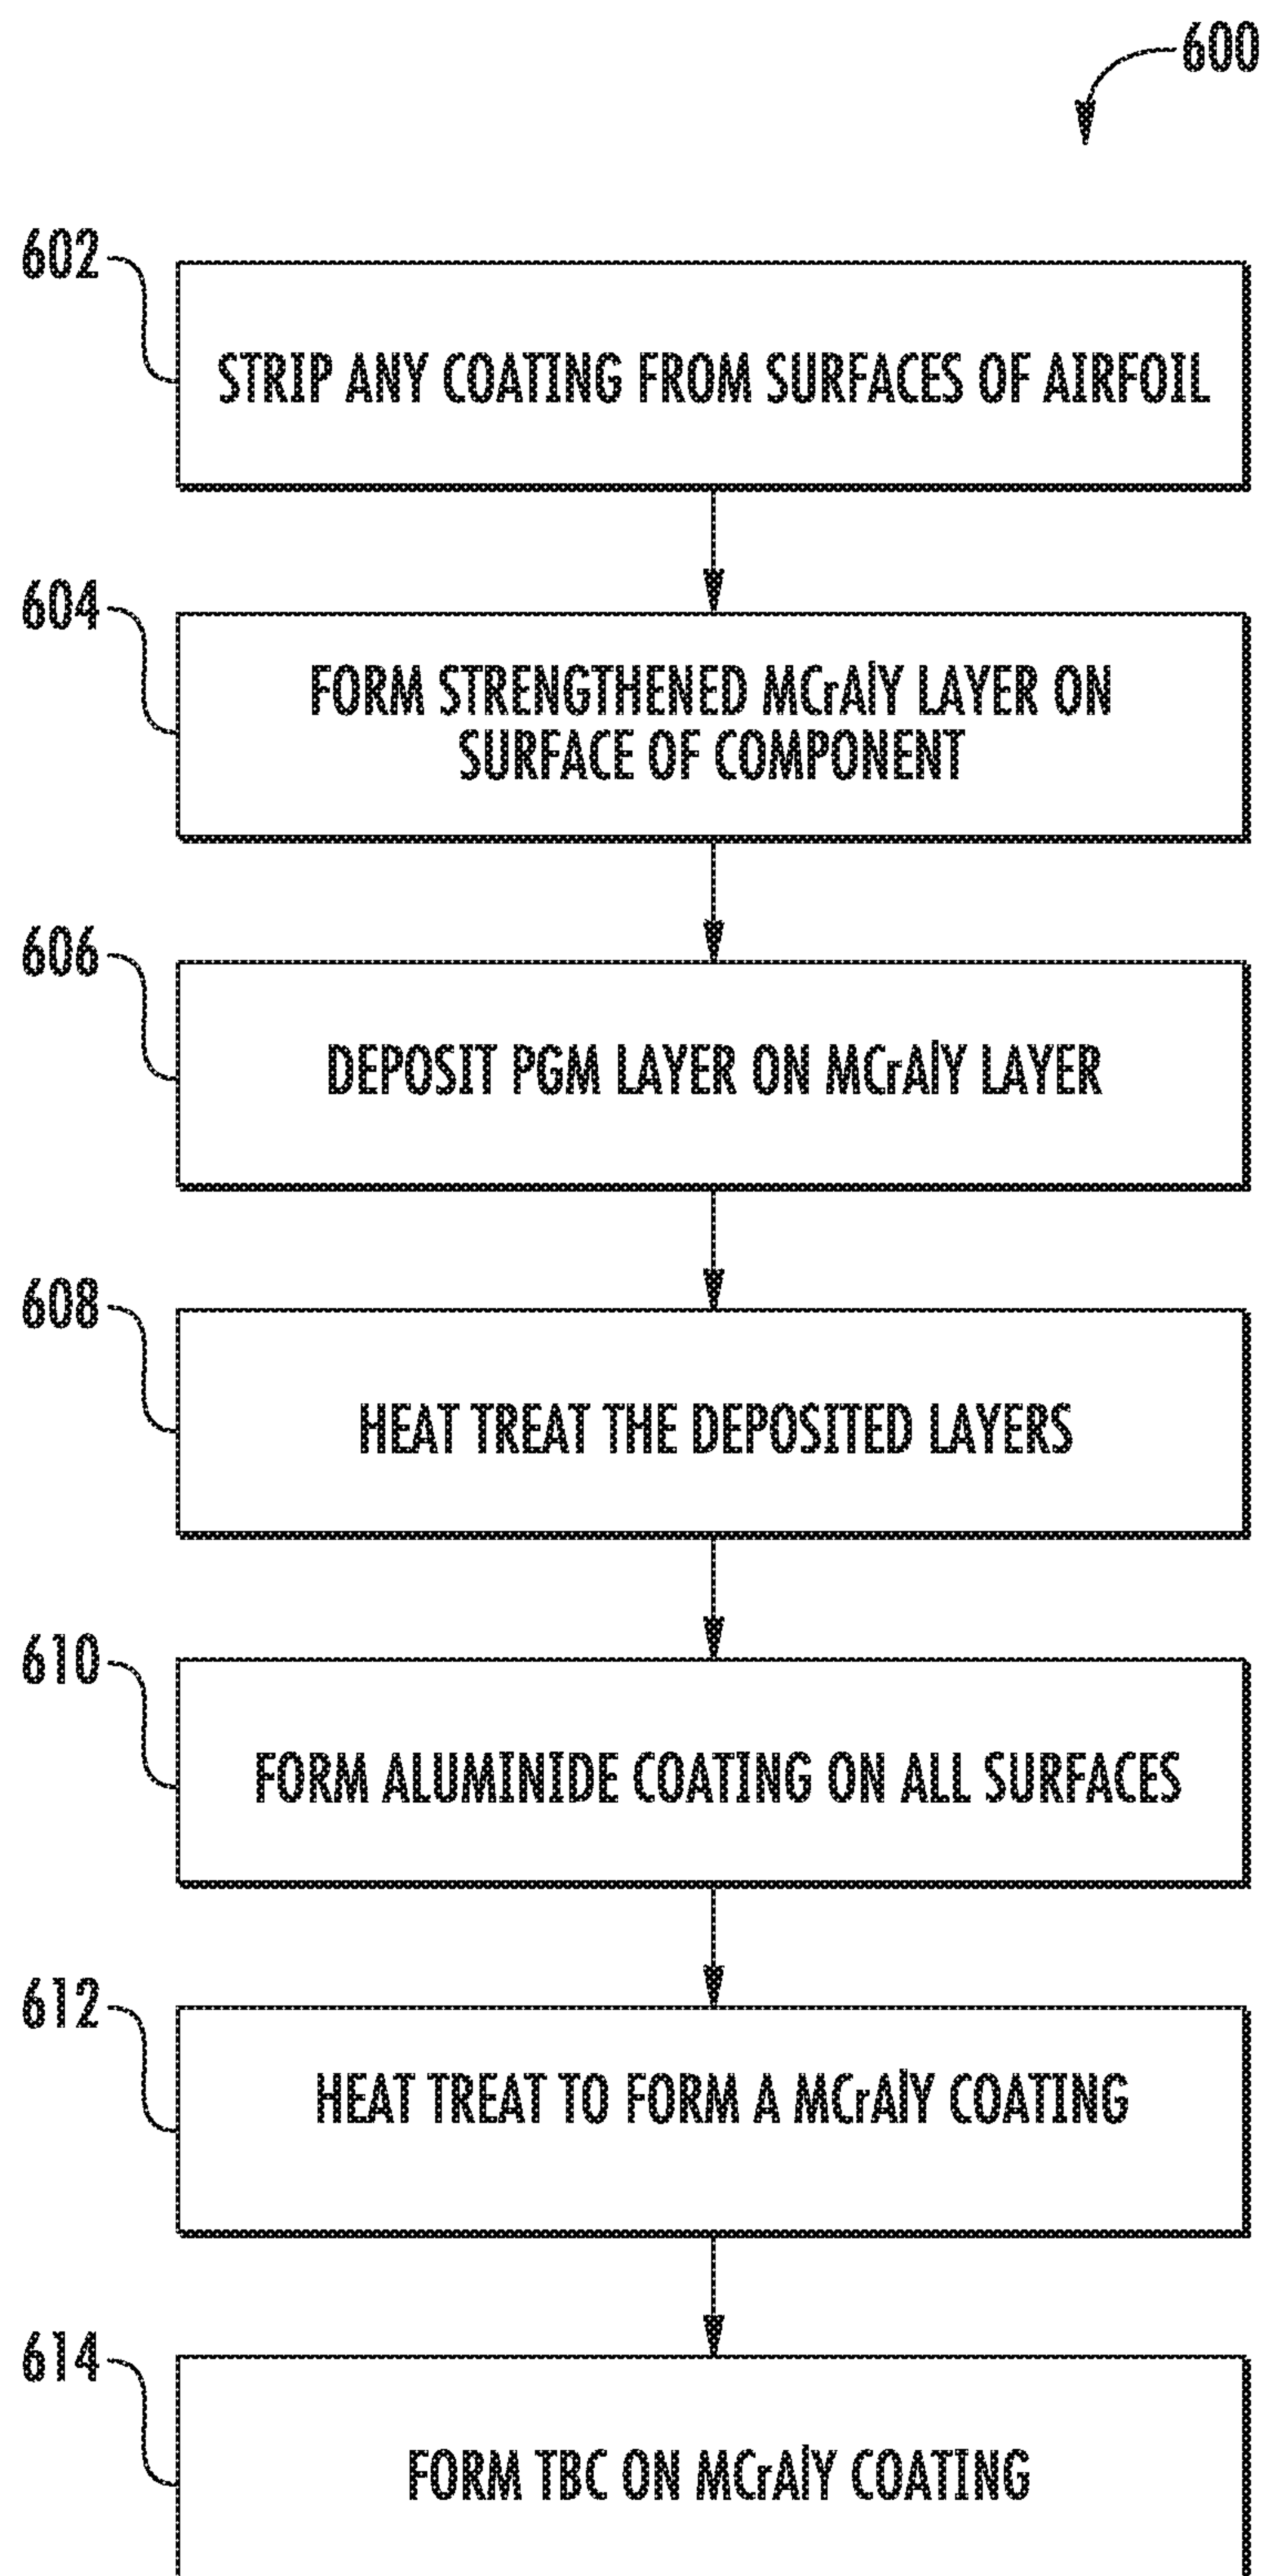 600
602
STRIP ANY COATING FROM SURFACES OF AIRFOIL
604
FORM STRENGTHENED MCrAlY LAYER ON
SURFACE OF COMPONENT
606
DEPOSIT PGM LAYER ON MCrAlY LAYER
608
HEAT TREAT THE DEPOSITED LAYERS
610
FORM ALUMINIDE COATING ON ALL SURFACES
612
HEAT TREAT TO FORM A MCrAlY COATING
614
FORM TBC ON MCrAlY COATING